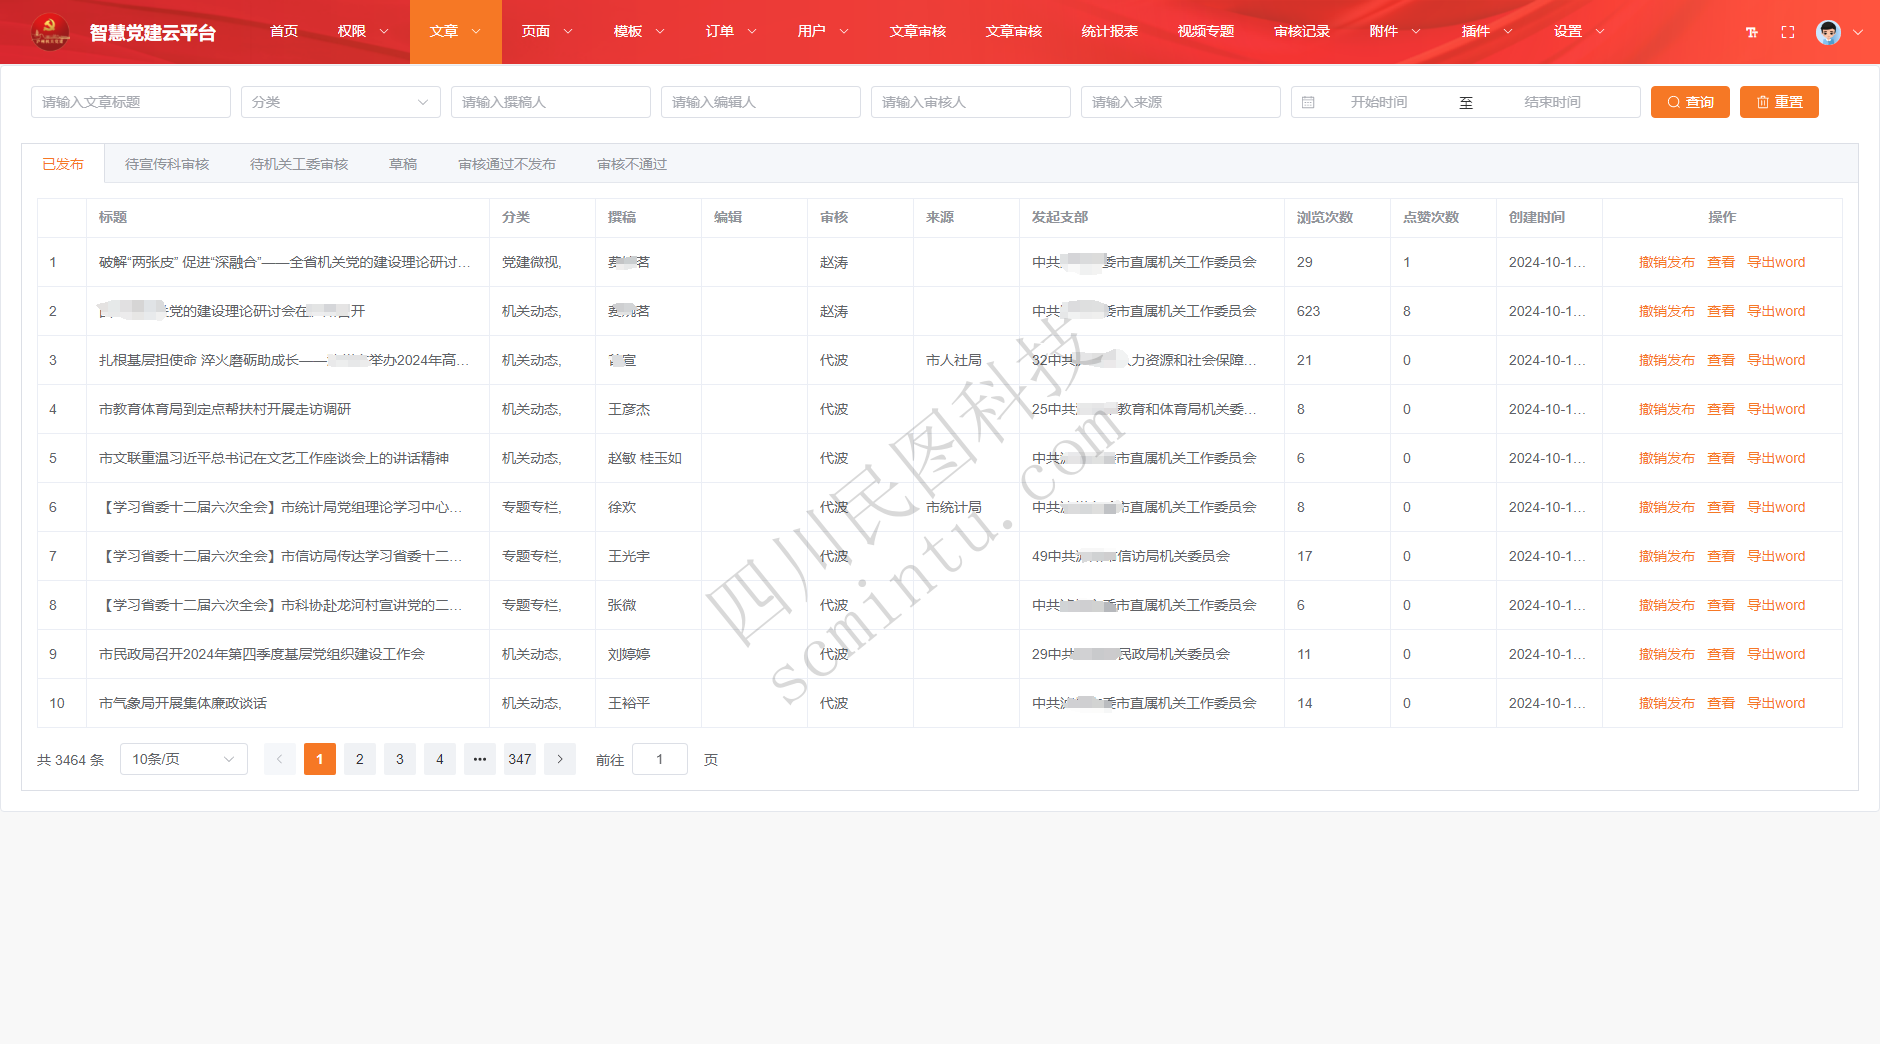 智慧党建云平台 首页 权限 文章 页面 模板 订单 用户 文章审核 文章审核 统计报表 视频专题 审核记录 附件 插件 设置
请输入文章标题 分类 请输入撰稿人 请输入编辑人 请输入审核人 请输入来源 开始时间 至 结束时间 查询 重置
已发布 待宣传科审核 待机关工委审核 草稿 审核通过不发布 审核不通过
标题 分类 撰稿 编辑 审核 来源 发起支部 浏览次数 点赞次数 创建时间 操作
1 破解“两张皮” 促进“深融合”——全省机关党的建设理论研讨… 党建微视, 茗 赵涛 中共 委市直属机关工作委员会 29 1 2024-10-1… 撤销发布 查看 导出word
2 党的建设理论研讨会在 开 机关动态, 茗 赵涛 中共 委市直属机关工作委员会 623 8 2024-10-1… 撤销发布 查看 导出word
3 扎根基层担使命 淬火磨砺助成长—— 举办2024年高… 机关动态, 宣 代波 市人社局 32中共 力资源和社会保障… 21 0 2024-10-1… 撤销发布 查看 导出word
4 市教育体育局到定点帮扶村开展走访调研 机关动态, 王彦杰 代波 25中共 教育和体育局机关委… 8 0 2024-10-1… 撤销发布 查看 导出word
5 市文联重温习近平总书记在文艺工作座谈会上的讲话精神 机关动态, 赵敏 桂玉如 代波 中共 委市直属机关工作委员会 6 0 2024-10-1… 撤销发布 查看 导出word
6 【学习省委十二届六次全会】市统计局党组理论学习中心… 专题专栏, 徐欢 代波 市统计局 中共 市直属机关工作委员会 8 0 2024-10-1… 撤销发布 查看 导出word
7 【学习省委十二届六次全会】市信访局传达学习省委十二… 专题专栏, 王光宇 代波 49中共 信访局机关委员会 17 0 2024-10-1… 撤销发布 查看 导出word
8 【学习省委十二届六次全会】市科协赴龙河村宣讲党的二… 专题专栏, 张微 代波 中共 委市直属机关工作委员会 6 0 2024-10-1… 撤销发布 查看 导出word
9 市民政局召开2024年第四季度基层党组织建设工作会 机关动态, 刘婷婷 代波 29中共 民政局机关委员会 11 0 2024-10-1… 撤销发布 查看 导出word
10 市气象局开展集体廉政谈话 机关动态, 王裕平 代波 中共 委市直属机关工作委员会 14 0 2024-10-1… 撤销发布 查看 导出word
共 3464 条 10条/页 1 2 3 4 ••• 347 前往 1 页
四川民图科技
scmintu.com